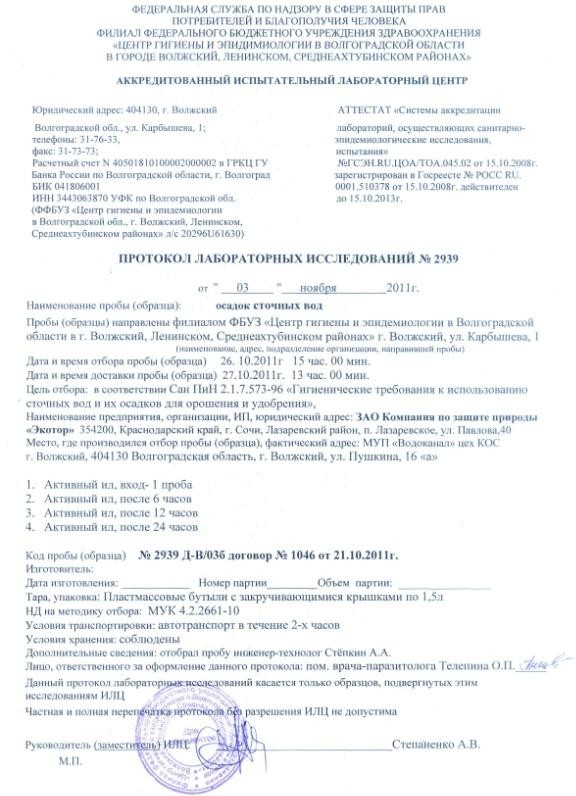 ФЕДЕРАЛЬНАЯ СЛУЖБА ПО НАДЗОРУ В СФЕРЕ ЗАЩИТЫ ПРАВ
ПОТРЕБИТЕЛЕЙ И БЛАГОПОЛУЧИЯ ЧЕЛОВЕКА
ФИЛИАЛ ФЕДЕРАЛЬНОГО БЮДЖЕТНОГО УЧРЕЖДЕНИЯ ЗДРАВООХРАНЕНИЯ
«ЦЕНТР ГИГИЕНЫ И ЭПИДИМИОЛОГИИ В ВОЛГОГРАДСКОЙ ОБЛАСТИ
В ГОРОДЕ ВОЛЖСКИЙ, ЛЕНИНСКОМ, СРЕДНЕАХТУБИНСКОМ РАЙОНАХ»
АККРЕДИТОВАННЫЙ ИСПЫТАТЕЛЬНЫЙ ЛАБОРАТОРНЫЙ ЦЕНТР
Юридический адрес: 404130, г. Волжский
Волгоградской обл., ул. Карбышева, 1;
телефоны: 31-76-33,
факс: 31-73-73;
Расчетный счет N 40501810100002000002 в ГРКЦ ГУ
Банка России по Волгоградской области, г. Волгоград
БИК 041806001
ИНН 3443063870 УФК по Волгоградской обл.
(ФФБУЗ «Центр гигиены и эпидемиологии
в Волгоградской обл., г. Волжский, Ленинском,
Среднеахтубинском районах» л/с 20296U61630)
АТТЕСТАТ «Системы аккредитации
лабораторий, осуществляющих санитарно-
эпидемиологические исследования,
испытания»
№ГСЭН.RU.ЦОА/ТОА.045.02 от 15.10.2008г.
зарегистрирован в Госреесте № РОСС RU.
0001.510378 от 15.10.2008г. действителен
до 15.10.2013г.
ПРОТОКОЛ ЛАБОРАТОРНЫХ ИССЛЕДОВАНИЙ № 2939
от " 03 " ноября 2011г.
Наименование пробы (образца): осадок сточных вод
Пробы (образцы) направлены филиалом ФБУЗ «Центр гигиены и эпидемиологии в Волгоградской
области в г. Волжский, Ленинском, Среднеахтубинском районах» г. Волжский, ул. Карбышева, 1
(наименование, адрес, подразделение организации, направившей пробы)
Дата и время отбора пробы (образца) 26. 10.2011г 15 час. 00 мин.
Дата и время доставки пробы (образца) 27.10.2011г. 13 час. 00 мин.
Цель отбора: в соответствии Сан ПиН 2.1.7.573-96 «Гигиенические требования к использованию
сточных вод и их осадков для орошения и удобрения»,
Наименование предприятия, организации, ИП, юридический адрес: ЗАО Компания по защите природы
«Экотор» 354200, Краснодарский край, г. Сочи, Лазаревский район, п. Лазаревское, ул. Павлова,40
Место, где производился отбор пробы (образца), фактический адрес: МУП «Водоканал» цех КОС
г. Волжский, 404130 Волгоградская область, г. Волжский, ул. Пушкина, 16 «а»
1. Активный ил, вход- 1 проба
2. Активный ил, после 6 часов
3. Активный ил, после 12 часов
4. Активный ил, после 24 часов
Код пробы (образца) № 2939 Д-В/03б договор № 1046 от 21.10.2011г.
Изготовитель:
Дата изготовления: Номер партии Объем партии:
Тара, упаковка: Пластмассовые бутыли с закручивающимися крышками по 1,5л
НД на методику отбора: МУК 4.2.2661-10
Условия транспортировки: автотранспорт в течение 2-х часов
Условия хранения: соблюдены
Дополнительные сведения: отобрал пробу инженер-технолог Стёпкин А.А.
Лицо, ответственного за оформление данного протокола: пом. врача-паразитолога Телепина О.П.
Данный протокол лабораторных исследований касается только образцов, подвергнутых этим
исследованиям ИЛЦ
Частная и полная перепечатка протокола без разрешения ИЛЦ не допустима
Руководитель (заместитель) ИЛЦ: Степаненко А.В.
М.П.